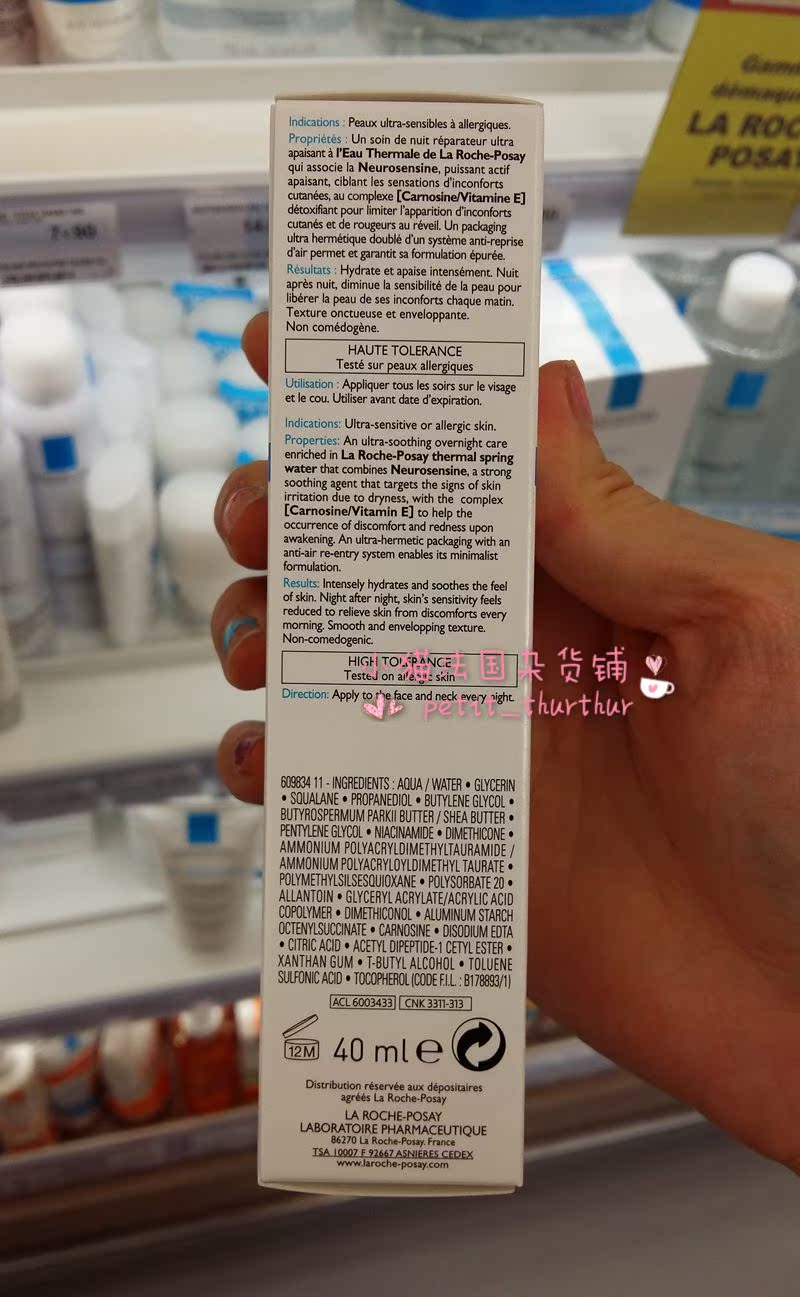 Gamme
démaqu
LA ROC
POSAY
7€90
Indications : Peaux ultra-sensibles à allergiques.
Propriétés : Un soin de nuit réparateur ultra
apaisant à l'Eau Thermale de La Roche-Posay
qui associe la Neurosensine, puissant actif
apaisant, ciblant les sensations d'inconforts
cutanées, au complexe [Carnosine/Vitamine E]
détoxifiant pour limiter l'apparition d'inconforts
cutanés et de rougeurs au réveil. Un packaging
ultra hermétique doublé d'un système anti-reprise
d'air permet et garantit sa formulation épurée.
Résultats : Hydrate et apaise intensément. Nuit
après nuit, diminue la sensibilité de la peau pour
libérer la peau de ses inconforts chaque matin.
Texture onctueuse et enveloppante.
Non comédogène.
HAUTE TOLERANCE
Testé sur peaux allergiques
Utilisation : Appliquer tous les soirs sur le visage
et le cou. Utiliser avant date d'expiration.
Indications: Ultra-sensitive or allergic skin.
Properties: An ultra-soothing overnight care
enriched in La Roche-Posay thermal spring
water that combines Neurosensine, a strong
soothing agent that targets the signs of skin
irritation due to dryness, with the complex
[Carnosine/Vitamin E] to help the
occurrence of discomfort and redness upon
awakening. An ultra-hermetic packaging with an
anti-air re-entry system enables its minimalist
formulation.
Results: Intensely hydrates and soothes the feel
of skin. Night after night, skin's sensitivity feels
reduced to relieve skin from discomforts every
morning. Smooth and envelopping texture.
Non-comedogenic.
HIGH TOLERANCE
Tested on allergic skin
小猫法国杂货铺
Direction: Apply to the face and neck every night.
petit_thurthur
609834 11 - INGREDIENTS : AQUA / WATER • GLYCERIN
• SQUALANE • PROPANEDIOL • BUTYLENE GLYCOL •
BUTYROSPERMUM PARKII BUTTER / SHEA BUTTER •
PENTYLENE GLYCOL • NIACINAMIDE • DIMETHICONE •
AMMONIUM POLYACRYLDIMETHYLTAURAMIDE /
AMMONIUM POLYACRYLOYLDIMETHYL TAURATE •
POLYMETHYLSILSESQUIOXANE • POLYSORBATE 20 •
ALLANTOIN • GLYCERYL ACRYLATE/ACRYLIC ACID
COPOLYMER • DIMETHICONOL • ALUMINUM STARCH
OCTENYLSUCCINATE • CARNOSINE • DISODIUM EDTA
• CITRIC ACID • ACETYL DIPEPTIDE-1 CETYL ESTER •
XANTHAN GUM • T-BUTYL ALCOHOL • TOLUENE
SULFONIC ACID • TOCOPHEROL (CODE F.I.L. : B178893/1)
ACL 6003433 CNK 3311-313
12M 40 ml e
Distribution réservée aux dépositaires
agréés La Roche-Posay
LA ROCHE-POSAY
LABORATOIRE PHARMACEUTIQUE
86270 La Roche-Posay. France
TSA 10007 F 92667 ASNIERES CEDEX
www.laroche-posay.com